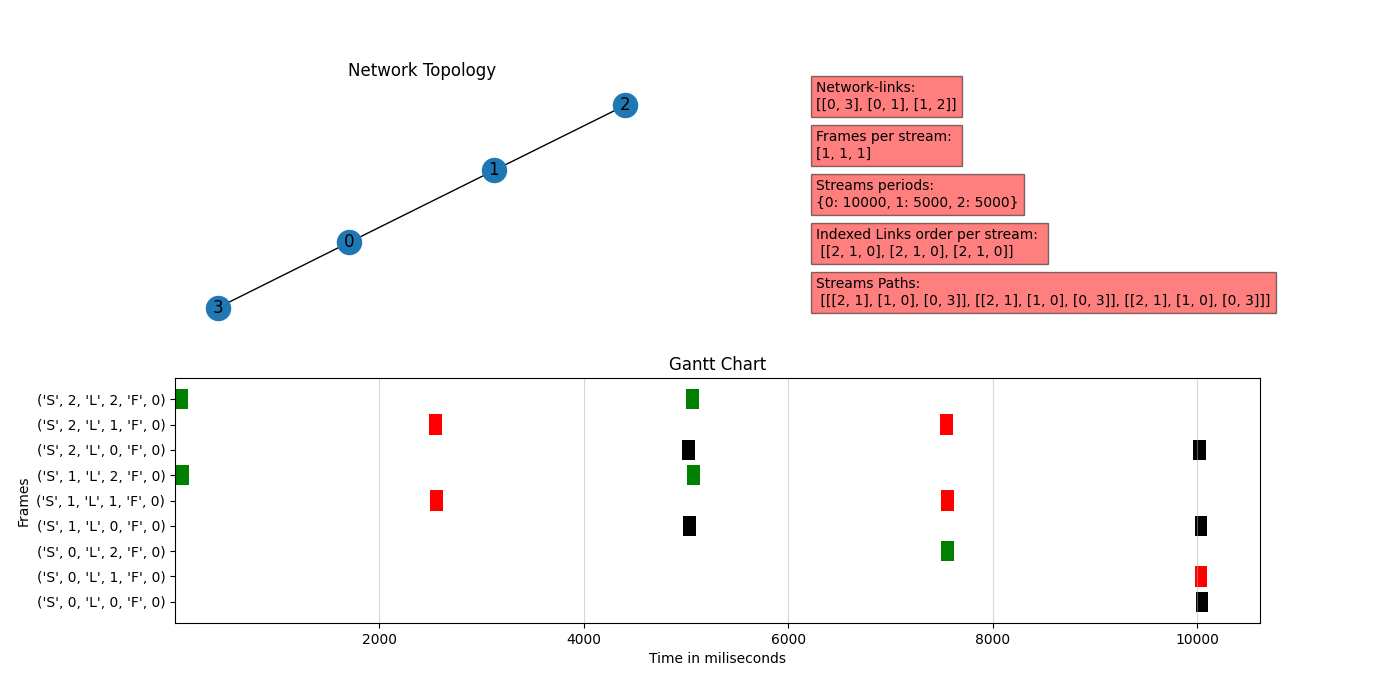 Network Topology
2
1
0
3
Network-links:
[[0, 3], [0, 1], [1, 2]]
Frames per stream:
[1, 1, 1]
Streams periods:
{0: 10000, 1: 5000, 2: 5000}
Indexed Links order per stream:
[[2, 1, 0], [2, 1, 0], [2, 1, 0]]
Streams Paths:
[[[2, 1], [1, 0], [0, 3]], [[2, 1], [1, 0], [0, 3]], [[2, 1], [1, 0], [0, 3]]]
Gantt Chart
Frames
('S', 2, 'L', 2, 'F', 0)
('S', 2, 'L', 1, 'F', 0)
('S', 2, 'L', 0, 'F', 0)
('S', 1, 'L', 2, 'F', 0)
('S', 1, 'L', 1, 'F', 0)
('S', 1, 'L', 0, 'F', 0)
('S', 0, 'L', 2, 'F', 0)
('S', 0, 'L', 1, 'F', 0)
('S', 0, 'L', 0, 'F', 0)
2000 4000 6000 8000 10000
Time in miliseconds